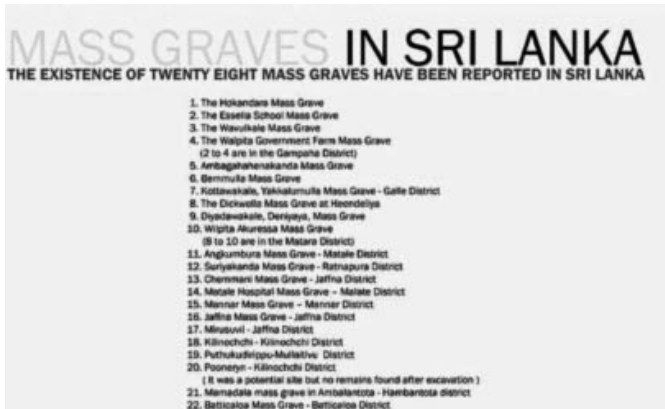 MASS GRAVES IN SRI LANKA
THE EXISTENCE OF TWENTY EIGHT MASS GRAVES HAVE BEEN REPORTED IN SRI LANKA
1. The Hokandara Mass Grave
2. The Essella School Mass Grave
3. The Wavulkale Mass Grave
4. The Walpita Government Farm Mass Grave
(2 to 4 are in the Gampaha District)
5. Ambagahahenakanda Mass Grave
6. Bemmulla Mass Grave
7. Kottawakale, Yakkalumulla Mass Grave - Galle District
8. The Dickwella Mass Grave at Heendeliya
9. Diyadawakale, Deniyaya, Mass Grave
10. Wilpita Akuressa Mass Grave
(8 to 10 are in the Matara District)
11. Angkumbura Mass Grave - Matale District
12. Suriyakanda Mass Grave - Ratnapura District
13. Chemmani Mass Grave - Jaffna District
14. Matale Hospital Mass Grave – Matale District
15. Mannar Mass Grave – Mannar District
16. Jaffna Mass Grave - Jaffna District
17. Mirusuvil - Jaffna District
18. Kilinochchi - Kilinochchi District
19. Puthukudirippu-Mullaitivu District
20. Pooneryn - Kilinochchi District
( It was a potential site but no remains found after excavation )
21. Mamadala mass grave in Ambalantota - Hambantota district
22. Batticaloa Mass Grave - Batticaloa District